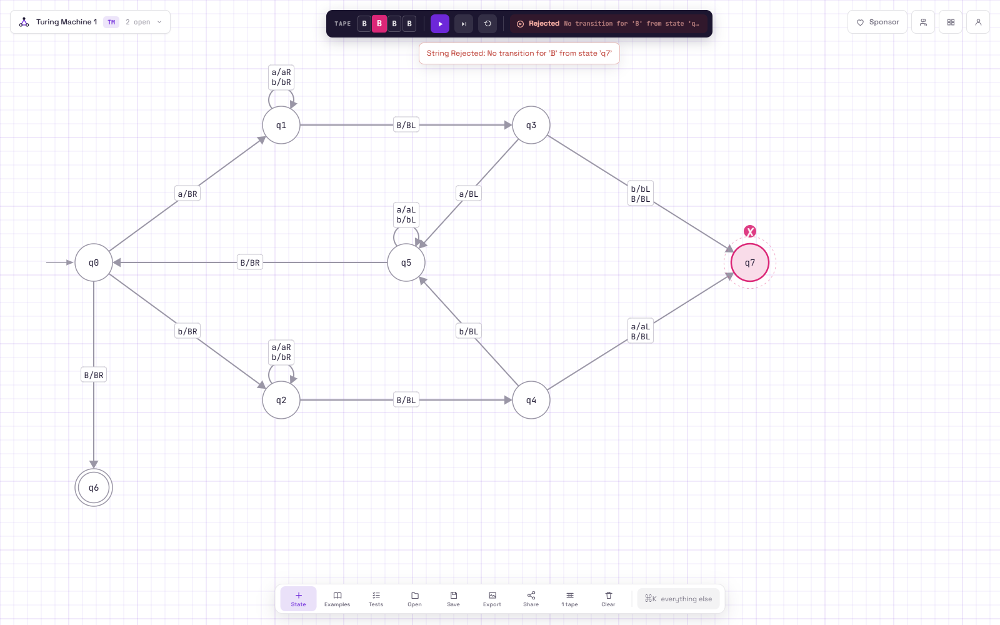 Turing Machine 1 TM 2 open
TAPE B B B B Rejected No transition for 'B' from state 'q…
Sponsor
String Rejected: No transition for 'B' from state 'q7'
a/aR
b/bR
q1
B/BL
q3
a/BR
a/BL
b/bL
B/BL
a/aL
b/bL
X
q0
B/BR
q5
q7
b/BR
b/BL
a/aL
B/BL
a/aR
b/bR
B/BR
q2
B/BL
q4
q6
State Examples Tests Open Save Export Share 1 tape Clear ⌘K everything else